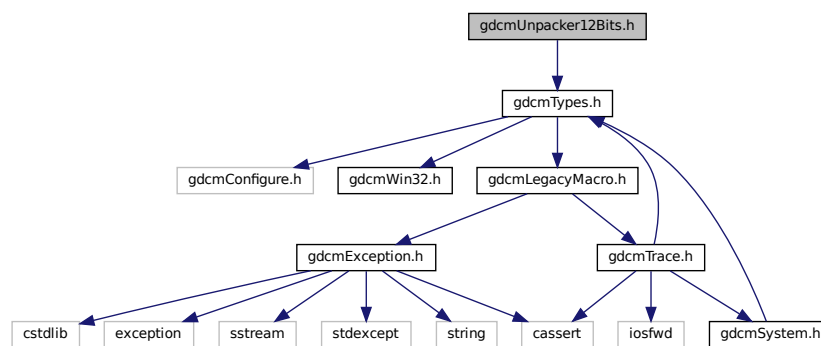 gdcmUnpacker12Bits.h
gdcmTypes.h
gdcmConfigure.h
gdcmWin32.h
gdcmLegacyMacro.h
gdcmException.h
gdcmTrace.h
cstdlib
exception
sstream
stdexcept
string
cassert
iosfwd
gdcmSystem.h